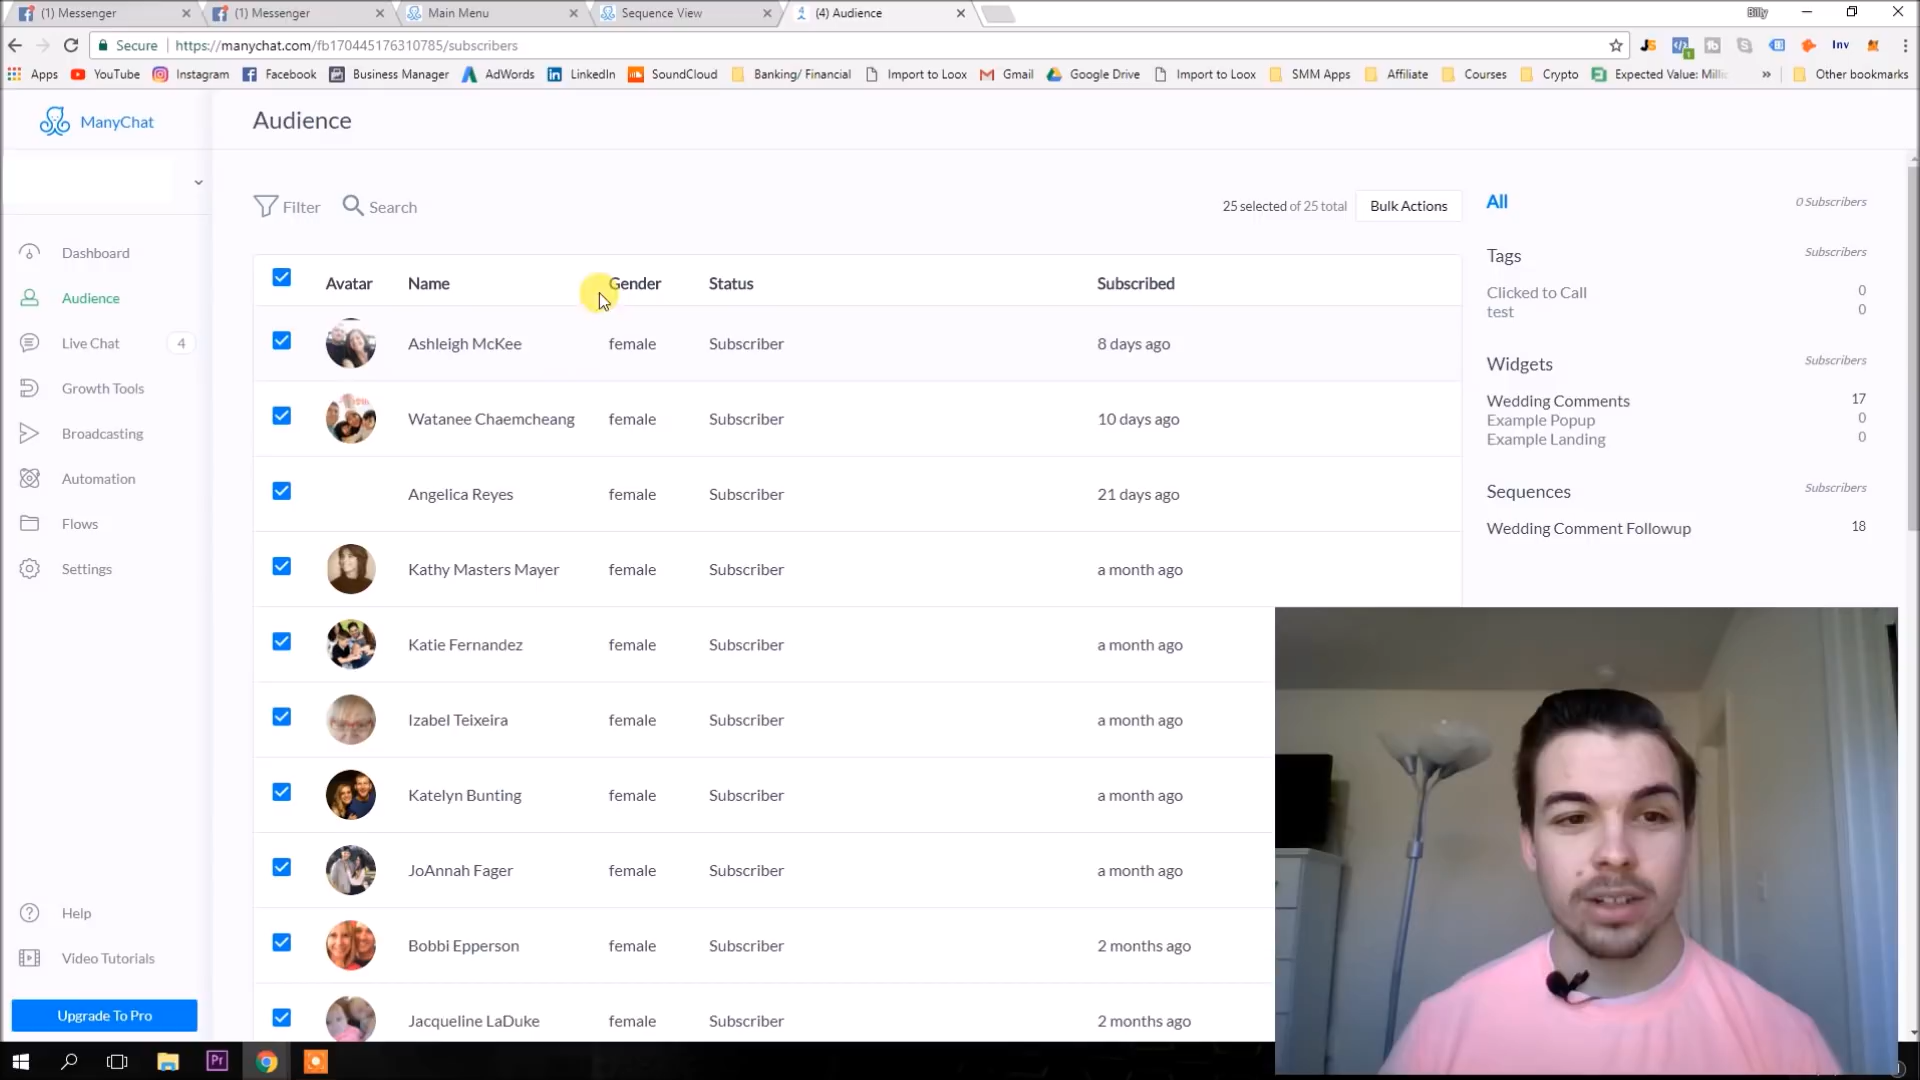 (1) Messenger
(1) Messenger
Main Menu
Sequence View
(4) Audience
Billy
Secure
https://manychat.com/fb170445176310785/subscribers
Inv
Apps
YouTube
Instagram
Facebook
Business Manager
AdWords
LinkedIn
SoundCloud
Banking/ Financial
Import to Loox
Gmail
Google Drive
Import to Loox
SMM Apps
Affiliate
Courses
Crypto
Expected Value: Milli
»
Other bookmarks
ManyChat
Audience
Filter
Search
25 selected of 25 total
Bulk Actions
All
0 Subscribers
Dashboard
Audience
Live Chat
4
Growth Tools
Broadcasting
Automation
Flows
Settings
Help
Video Tutorials
Upgrade To Pro
Avatar Name Gender Status Subscribed
Ashleigh McKee female Subscriber 8 days ago
Watanee Chaemcheang female Subscriber 10 days ago
Angelica Reyes female Subscriber 21 days ago
Kathy Masters Mayer female Subscriber a month ago
Katie Fernandez female Subscriber a month ago
Izabel Teixeira female Subscriber a month ago
Katelyn Bunting female Subscriber a month ago
JoAnnah Fager female Subscriber a month ago
Bobbi Epperson female Subscriber 2 months ago
Jacqueline LaDuke female Subscriber 2 months ago
Tags Subscribers
Clicked to Call 0
test 0
Widgets Subscribers
Wedding Comments 17
Example Popup 0
Example Landing 0
Sequences Subscribers
Wedding Comment Followup 18
Pr